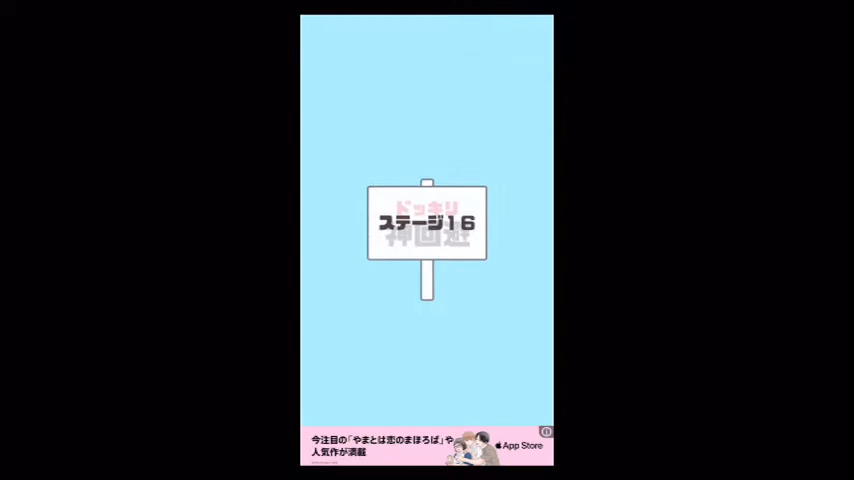 ドッキリ
ステージ16
神回避
今注目の「やまとは恋のまほろば」や
人気作が満載
App Store